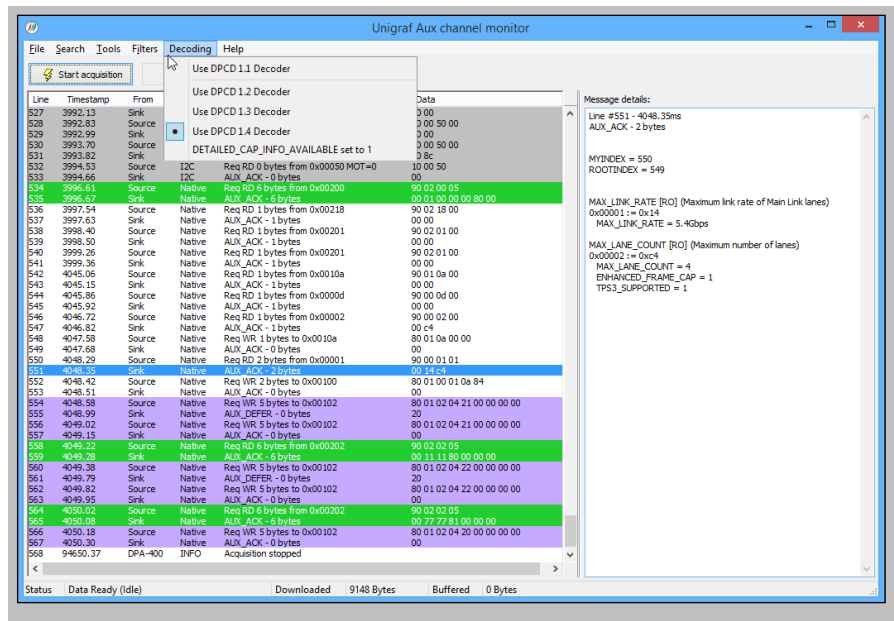 Unigraf Aux channel monitor
File Search Tools Filters Decoding Help
Start acquisition
Use DPCD 1.1 Decoder
Use DPCD 1.2 Decoder
Use DPCD 1.3 Decoder
Use DPCD 1.4 Decoder
DETAILED_CAP_INFO_AVAILABLE set to 1
Line Timestamp From Data
527 3992.13 Sink 0 00
528 3992.83 Source 0 00 50 00
529 3992.99 Sink 0 00
530 3993.70 Source 0 00 50 00
531 3993.82 Sink 0 8c
532 3994.53 Source I2C Req RD 0 bytes from 0x00050 MOT=0 10 00 50
533 3994.66 Sink I2C AUX_ACK - 0 bytes 00
534 3996.61 Source Native Req RD 6 bytes from 0x00200 90 02 00 05
535 3996.67 Sink Native AUX_ACK - 6 bytes 00 01 00 00 00 80 00
536 3997.54 Source Native Req RD 1 bytes from 0x00218 90 02 18 00
537 3997.63 Sink Native AUX_ACK - 1 bytes 00 00
538 3998.40 Source Native Req RD 1 bytes from 0x00201 90 02 01 00
539 3998.50 Sink Native AUX_ACK - 1 bytes 00 00
540 3999.26 Source Native Req RD 1 bytes from 0x00201 90 02 01 00
541 3999.36 Sink Native AUX_ACK - 1 bytes 00 00
542 4045.06 Source Native Req RD 1 bytes from 0x0010a 90 01 0a 00
543 4045.15 Sink Native AUX_ACK - 1 bytes 00 00
544 4045.86 Source Native Req RD 1 bytes from 0x0000d 90 00 0d 00
545 4045.92 Sink Native AUX_ACK - 1 bytes 00 00
546 4046.72 Source Native Req RD 1 bytes from 0x00002 90 00 02 00
547 4046.82 Sink Native AUX_ACK - 1 bytes 00 c4
548 4047.58 Source Native Req WR 1 bytes to 0x0010a 80 01 0a 00 00
549 4047.68 Sink Native AUX_ACK - 0 bytes 00
550 4048.29 Source Native Req RD 2 bytes from 0x00001 90 00 01 01
551 4048.35 Sink Native AUX_ACK - 2 bytes 00 14 c4
552 4048.42 Source Native Req WR 2 bytes to 0x00100 80 01 00 01 0a 84
553 4048.51 Sink Native AUX_ACK - 0 bytes 00
554 4048.58 Source Native Req WR 5 bytes to 0x00102 80 01 02 04 21 00 00 00 00
555 4048.99 Sink Native AUX_DEFER - 0 bytes 20
556 4049.02 Source Native Req WR 5 bytes to 0x00102 80 01 02 04 21 00 00 00 00
557 4049.15 Sink Native AUX_ACK - 0 bytes 00
558 4049.22 Source Native Req RD 6 bytes from 0x00202 90 02 02 05
559 4049.28 Sink Native AUX_ACK - 6 bytes 00 11 11 80 00 00 00
560 4049.38 Source Native Req WR 5 bytes to 0x00102 80 01 02 04 22 00 00 00 00
561 4049.79 Sink Native AUX_DEFER - 0 bytes 20
562 4049.82 Source Native Req WR 5 bytes to 0x00102 80 01 02 04 22 00 00 00 00
563 4049.95 Sink Native AUX_ACK - 0 bytes 00
564 4050.02 Source Native Req RD 6 bytes from 0x00202 90 02 02 05
565 4050.08 Sink Native AUX_ACK - 6 bytes 00 77 77 81 00 00 00
566 4050.18 Source Native Req WR 5 bytes to 0x00102 80 01 02 04 20 00 00 00 00
567 4050.30 Sink Native AUX_ACK - 0 bytes 00
568 94650.37 DPA-400 INFO Acquisition stopped
Message details:
Line #551 - 4048.35ms
AUX_ACK - 2 bytes
MYINDEX = 550
ROOTINDEX = 549
MAX_LINK_RATE [RO] (Maximum link rate of Main Link lanes)
0x00001 := 0x14
MAX_LINK_RATE = 5.4Gbps
MAX_LANE_COUNT [RO] (Maximum number of lanes)
0x00002 := 0xc4
MAX_LANE_COUNT = 4
ENHANCED_FRAME_CAP = 1
TPS3_SUPPORTED = 1
Status Data Ready (Idle) Downloaded 9148 Bytes Buffered 0 Bytes